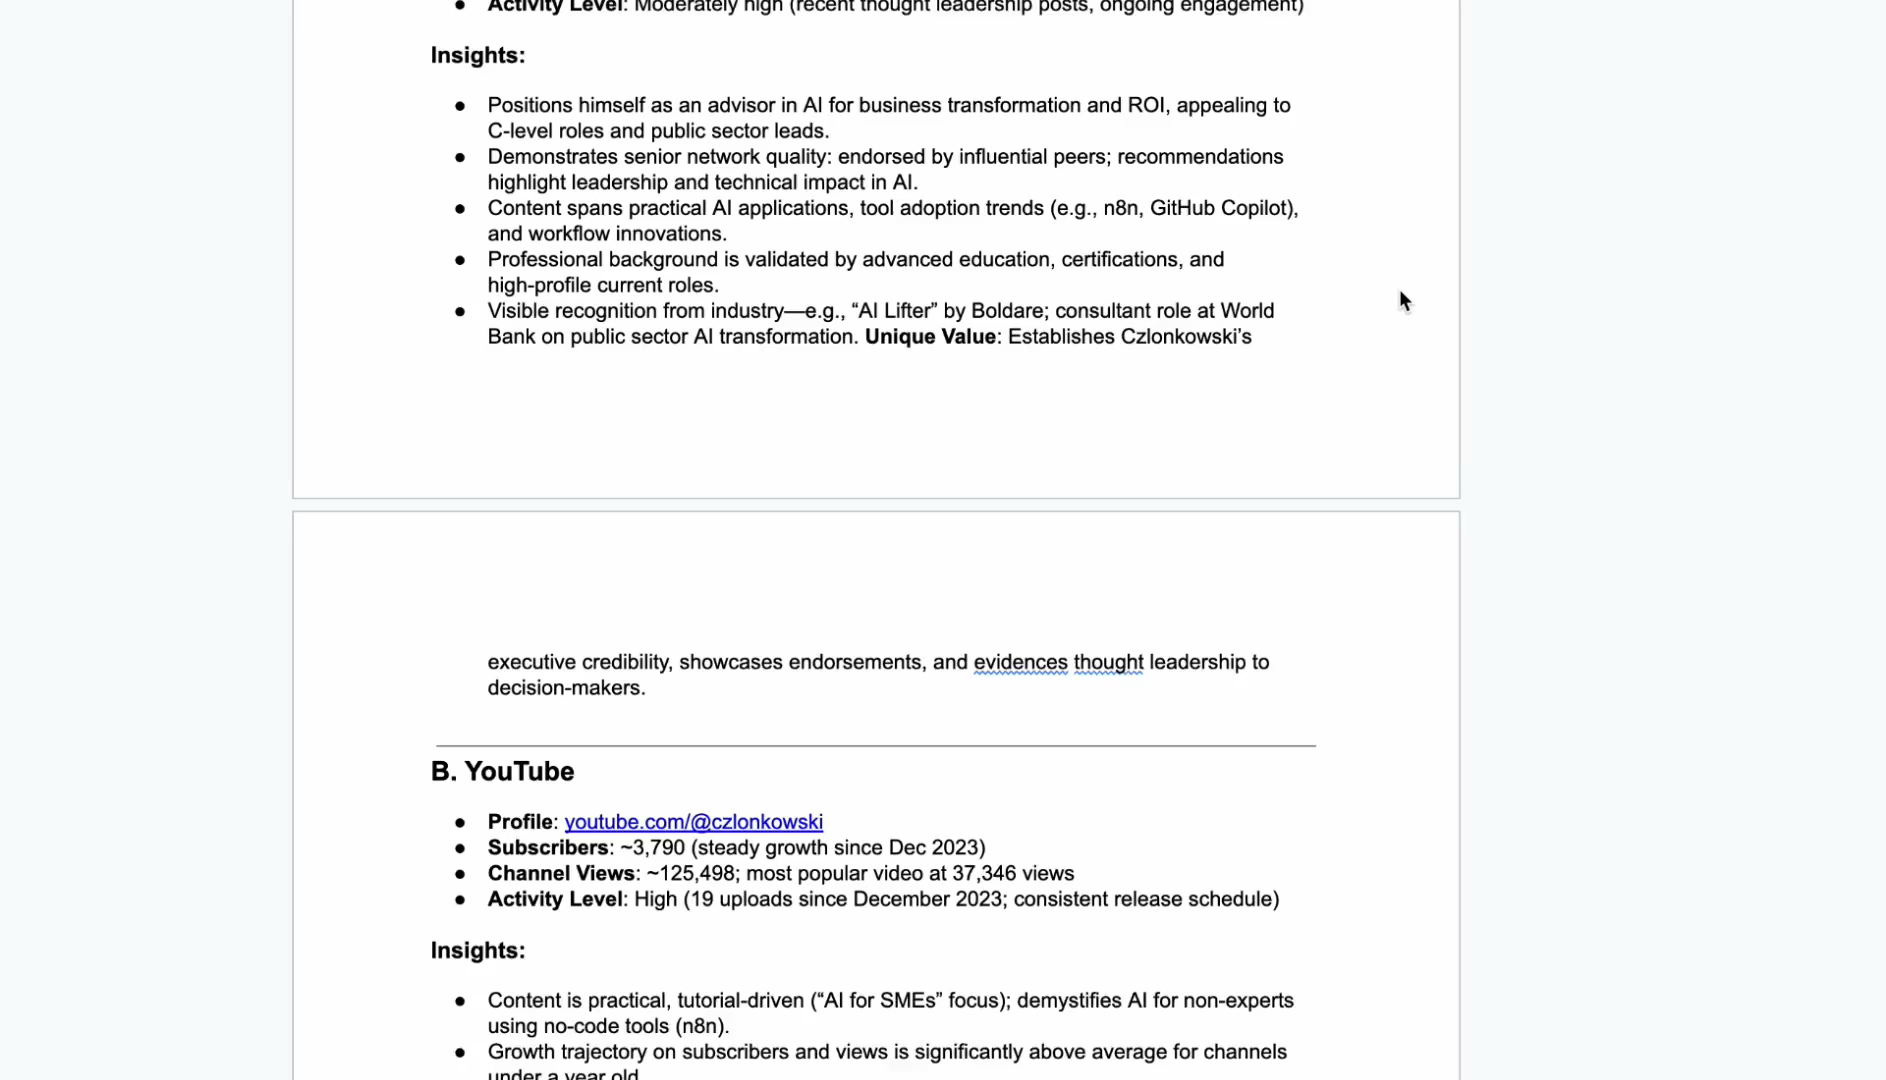 ● Activity Level: Moderately high (recent thought leadership posts, ongoing engagement)
Insights:
● Positions himself as an advisor in AI for business transformation and ROI, appealing to
C-level roles and public sector leads.
● Demonstrates senior network quality: endorsed by influential peers; recommendations
highlight leadership and technical impact in AI.
● Content spans practical AI applications, tool adoption trends (e.g., n8n, GitHub Copilot),
and workflow innovations.
● Professional background is validated by advanced education, certifications, and
high-profile current roles.
● Visible recognition from industry—e.g., “AI Lifter” by Boldare; consultant role at World
Bank on public sector AI transformation. Unique Value: Establishes Czlonkowski’s
executive credibility, showcases endorsements, and evidences thought leadership to
decision-makers.
B. YouTube
● Profile: youtube.com/@czlonkowski
● Subscribers: ~3,790 (steady growth since Dec 2023)
● Channel Views: ~125,498; most popular video at 37,346 views
● Activity Level: High (19 uploads since December 2023; consistent release schedule)
Insights:
● Content is practical, tutorial-driven (“AI for SMEs” focus); demystifies AI for non-experts
using no-code tools (n8n).
● Growth trajectory on subscribers and views is significantly above average for channels
under a year old